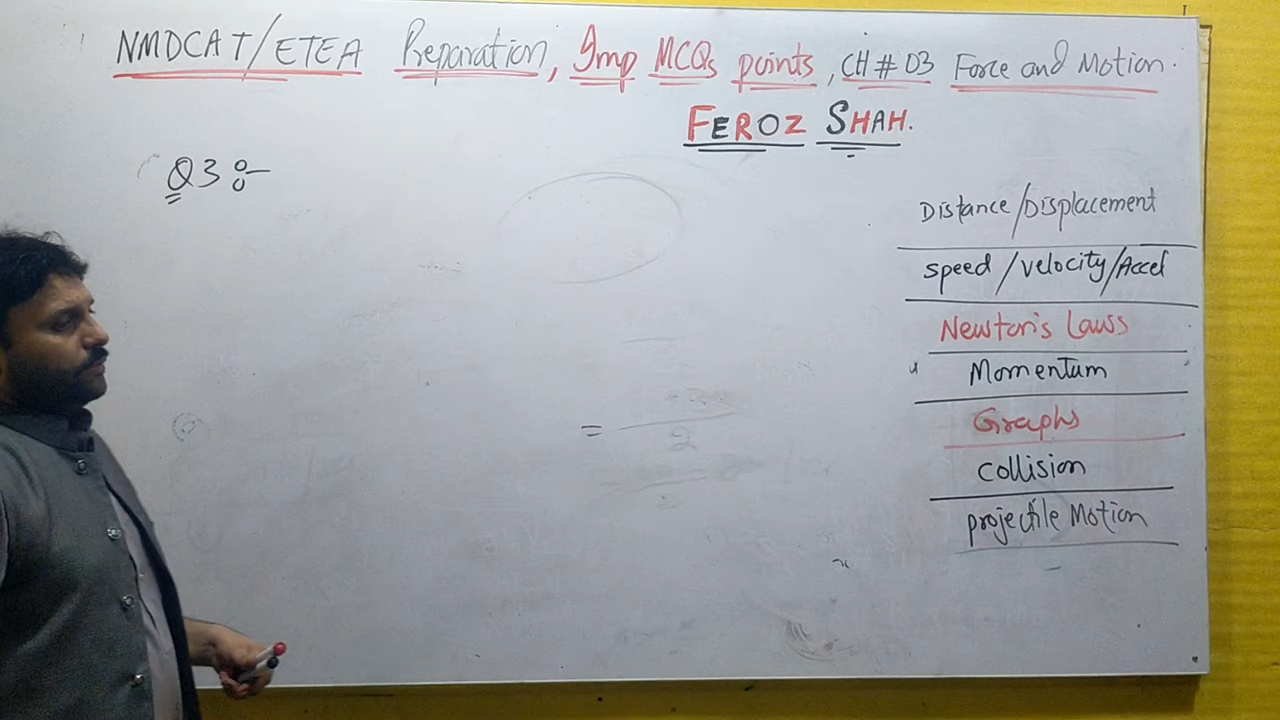 NMDCAT/ETEA Preparation, Imp MCQs points, CH # 03 Force and Motion.
FEROZ SHAH.
Q3:-
Distance/Displacement
speed/velocity/Accel
Newton's Laws
Momentum
Graphs
collision
projectile Motion
=
2